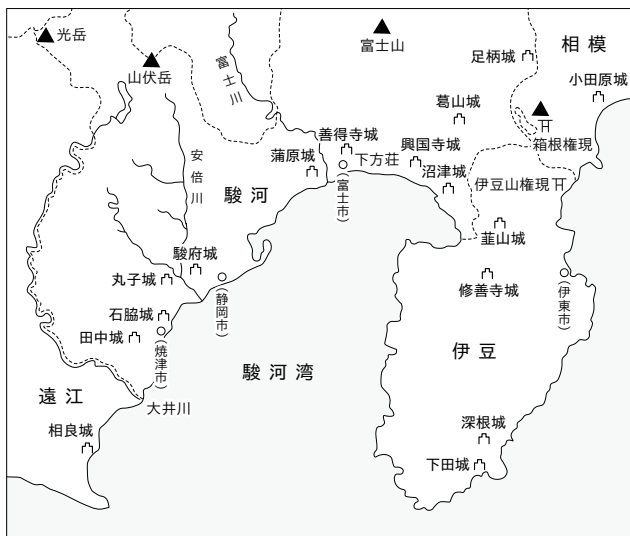 光岳
山伏岳
富士川
富士山
足柄城
相模
小田原城
葛山城
箱根権現
善得寺城
蒲原城
下方荘
興国寺城
沼津城
伊豆山権現
(富士市)
安倍川
駿河
韮山城
駿府城
丸子城
(静岡市)
修善寺城
(伊東市)
石脇城
田中城
(焼津市)
伊豆
駿河湾
遠江
大井川
相良城
深根城
下田城